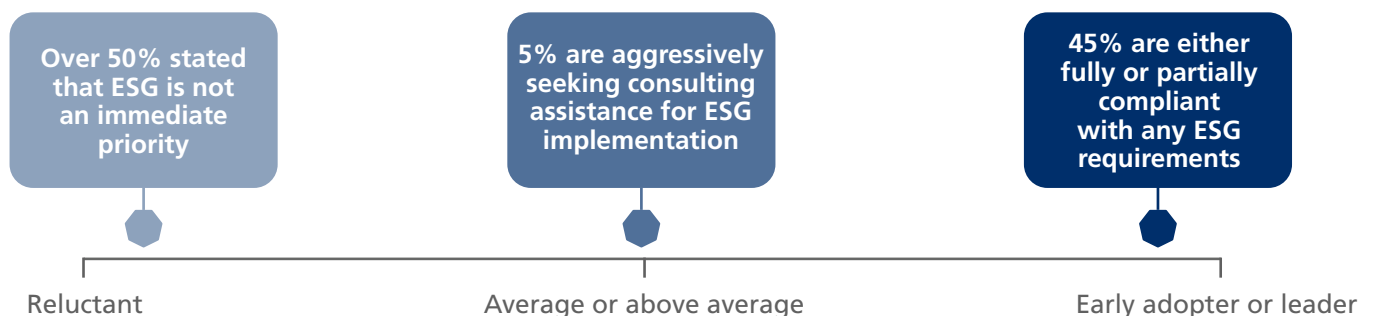 Over 50% stated
that ESG is not
an immediate
priority
5% are aggressively
seeking consulting
assistance for ESG
implementation
45% are either
fully or partially
compliant
with any ESG
requirements
Reluctant
Average or above average
Early adopter or leader